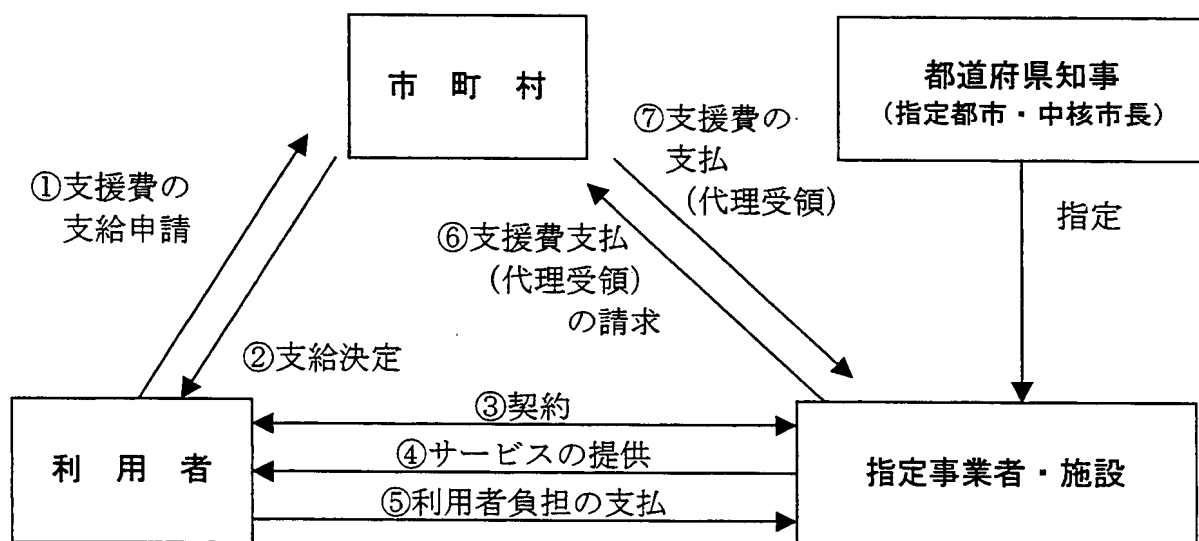 市 町 村
都道府県知事
（指定都市・中核市長）
①支援費の
支給申請
⑦支援費の
支払
（代理受領）
⑥支援費支払
（代理受領）
の請求
指定
②支給決定
③契約
④サービスの提供
⑤利用者負担の支払
利 用 者
指定事業者・施設